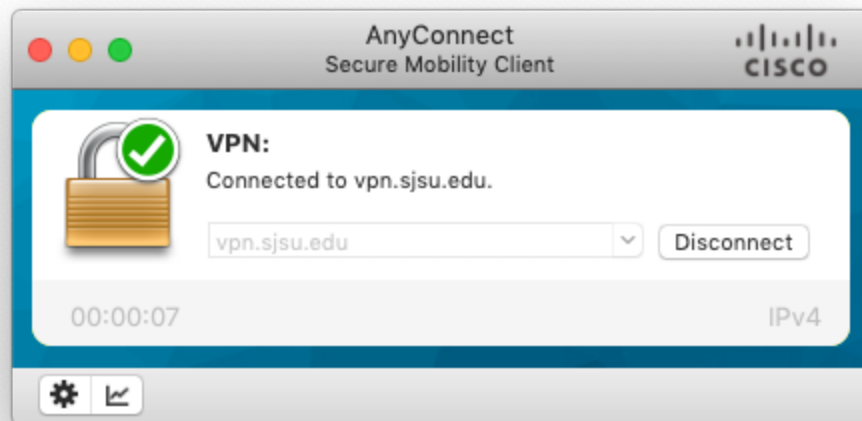 AnyConnect
Secure Mobility Client
CISCO
VPN:
Connected to vpn.sjsu.edu.
vpn.sjsu.edu
Disconnect
00:00:07
IPv4